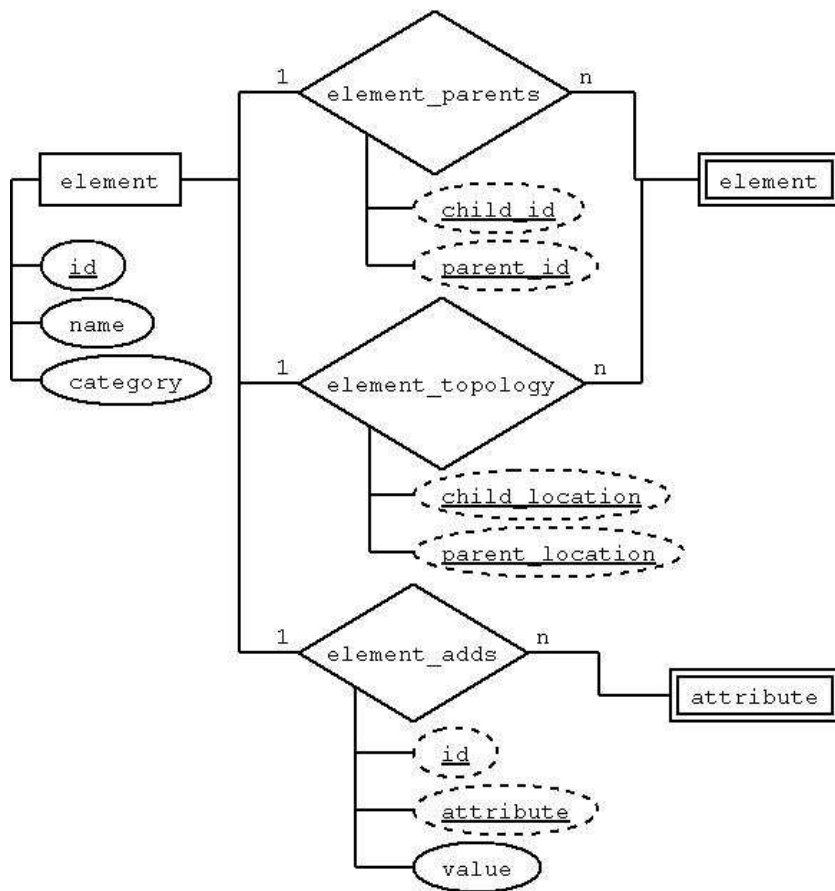 1
n
element_parents
element
element
child_id
id
parent_id
name
1
n
category
element_topology
child_location
parent_location
1
n
element_adds
attribute
id
attribute
value